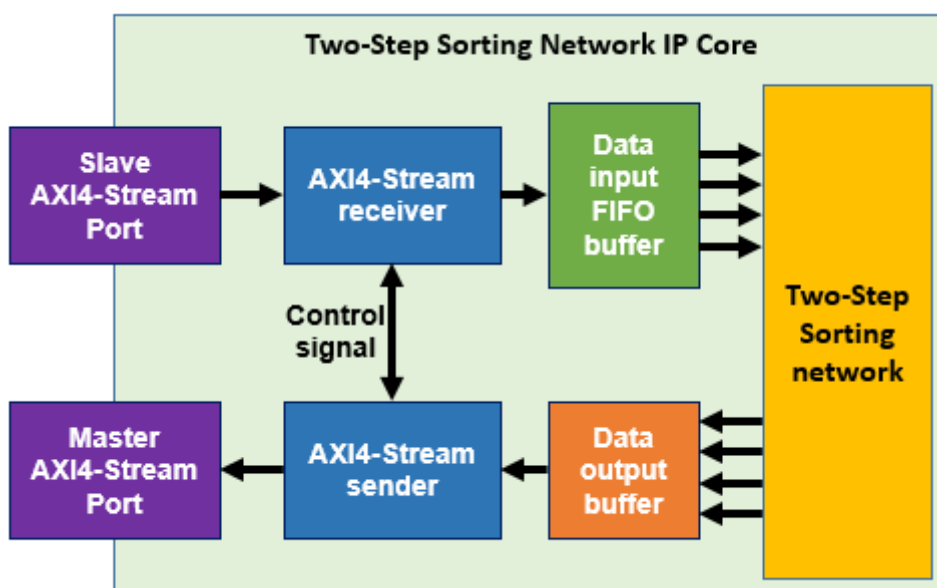 Two-Step Sorting Network IP Core
Slave
AXI4-Stream
Port
AXI4-Stream
receiver
Data
input
FIFO
buffer
Two-Step
Sorting
network
Control
signal
Master
AXI4-Stream
Port
AXI4-Stream
sender
Data
output
buffer